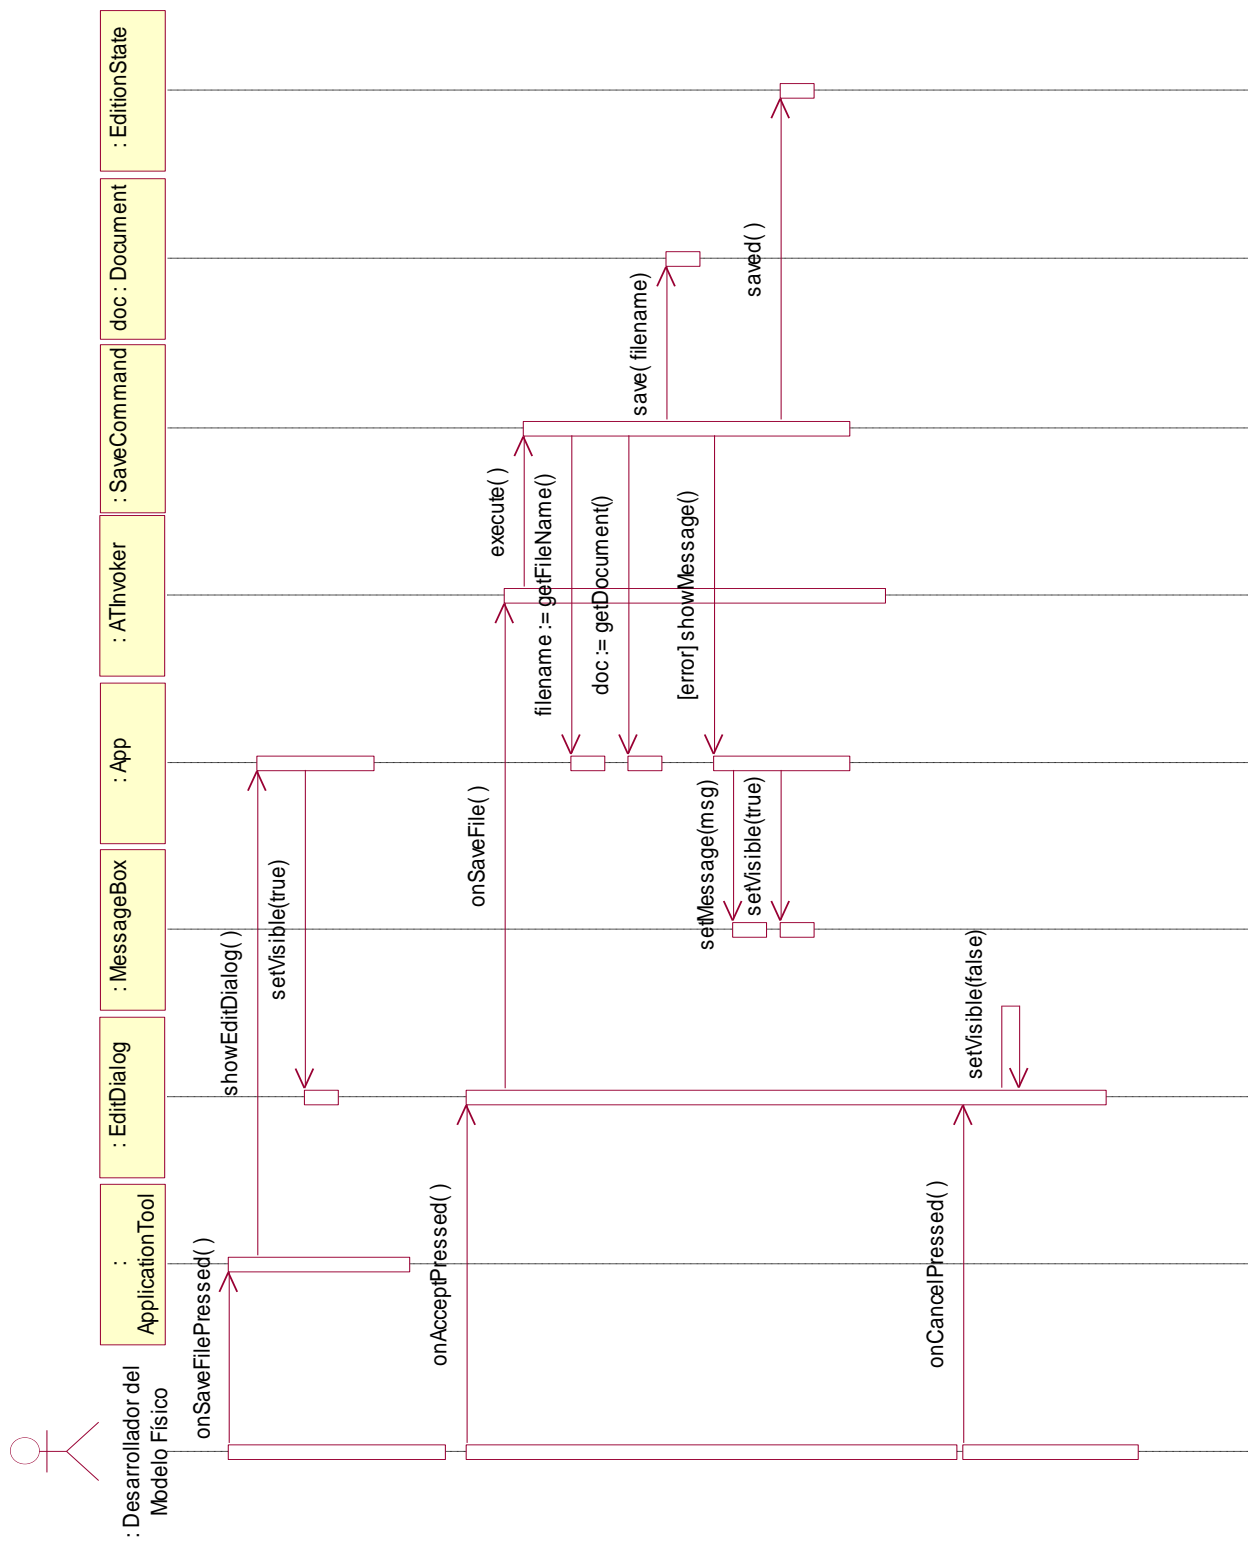 : Desarrollador del
Modelo Físico
:
ApplicationTool
: EditDialog
: MessageBox
: App
: ATInvoker
: SaveCommand
doc : Document
: EditionState
onSaveFilePressed( )
showEditDialog( )
setVisible(true)
onAcceptPressed( )
onSaveFile( )
execute( )
filename := getFileName()
doc := getDocument()
save( filename)
[error] showMessage()
setMessage(msg)
setVisible(true)
saved( )
onCancelPressed( )
setVisible(false)